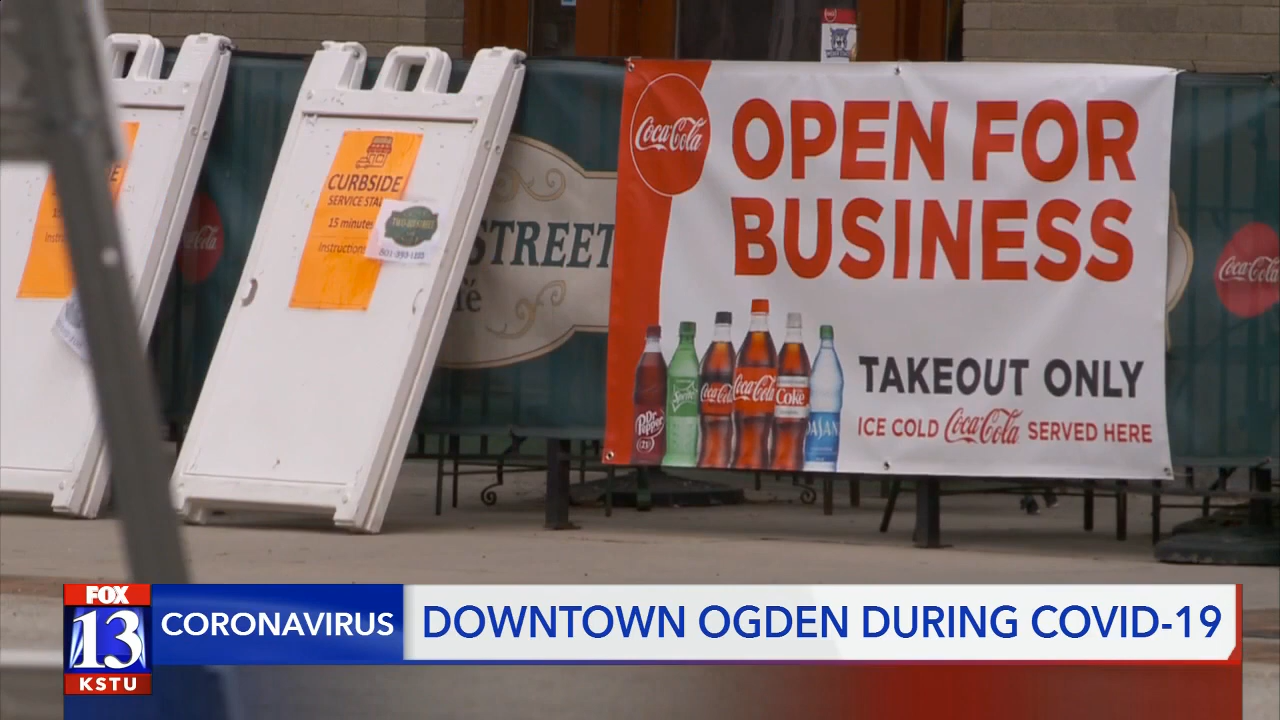 CURBSIDE
15 minutes
Instructions
STREET
Coca-Cola
OPEN FOR
BUSINESS
TAKEOUT ONLY
ICE COLD Coca-Cola SERVED HERE
Dr Pepper
23
Sprite
Coca-Cola
Coca-Cola
Coke
DASANI
Coca-Cola
Coca-Cola
FOX
13
KSTU
CORONAVIRUS
DOWNTOWN OGDEN DURING COVID-19